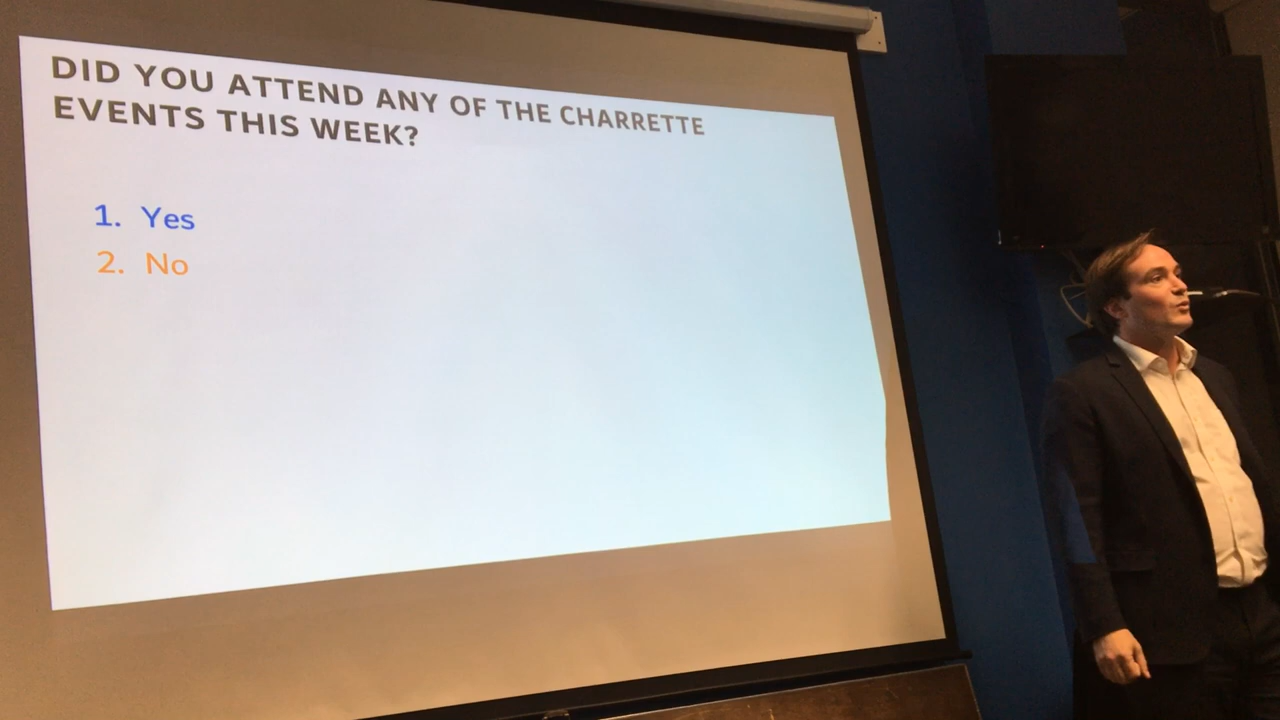 DID YOU ATTEND ANY OF THE CHARRETTE
EVENTS THIS WEEK?
1. Yes
2. No